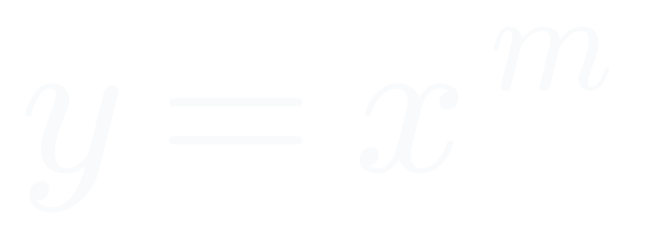 y = x^m